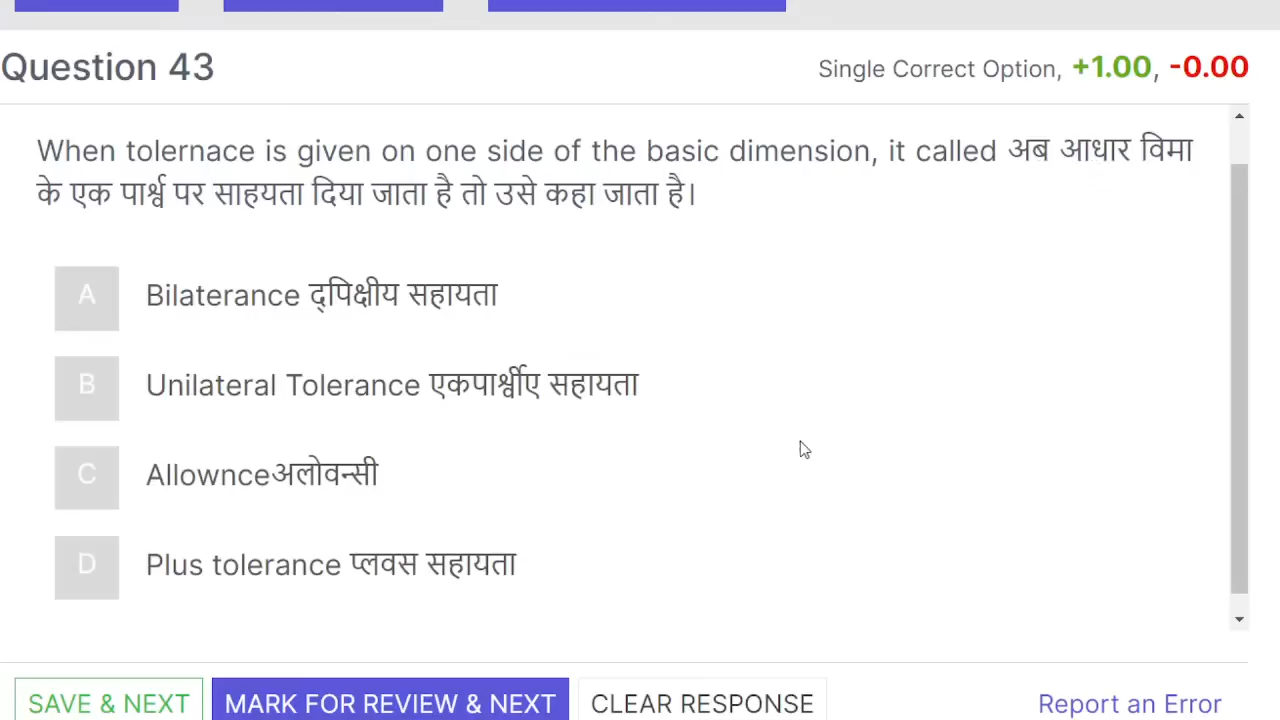 Question 43
Single Correct Option, +1.00, -0.00
When tolernace is given on one side of the basic dimension, it called अब आधार विमा
के एक पार्श्व पर साहयता दिया जाता है तो उसे कहा जाता है।
A Bilaterance द्पिक्षीय सहायता
B Unilateral Tolerance एकपार्श्वीए सहायता
C Allownceअलोवन्सी
D Plus tolerance प्लवस सहायता
SAVE & NEXT MARK FOR REVIEW & NEXT CLEAR RESPONSE Report an Error